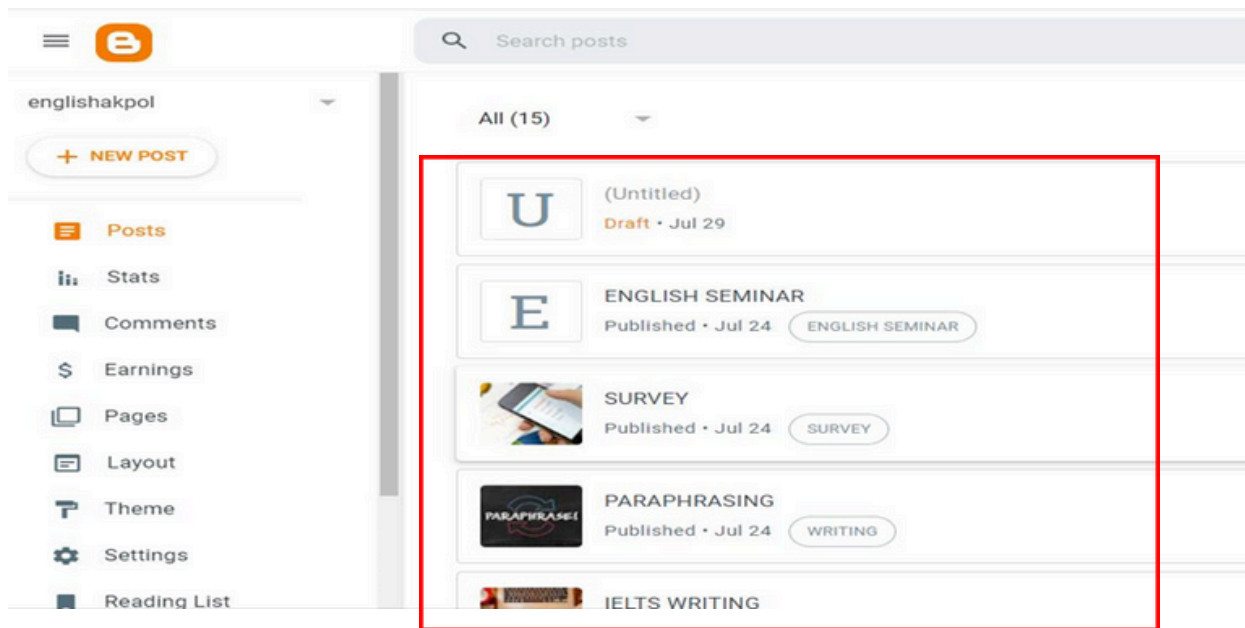 Search posts
englishakpol
NEW POST
Posts
Stats
Comments
Earnings
Pages
Layout
Theme
Settings
Reading List
All (15)
U
(Untitled)
Draft • Jul 29
E
ENGLISH SEMINAR
Published • Jul 24 ENGLISH SEMINAR
SURVEY
Published • Jul 24 SURVEY
PARAPHRASING
Published • Jul 24 WRITING
IELTS WRITING